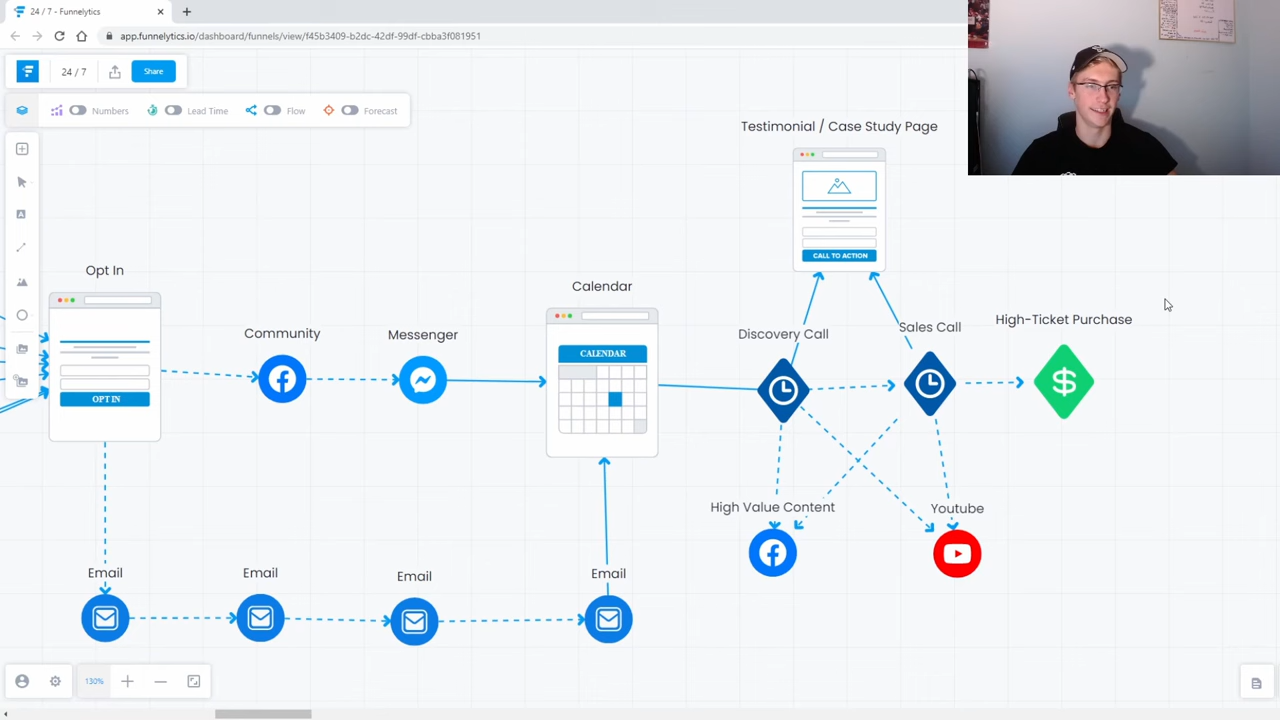 24 / 7 - Funnelytics
app.funnelytics.io/dashboard/funnels/view/f45b3409-b2dc-42df-99df-cbba3f081951
24 / 7
Share
Numbers
Lead Time
Flow
Forecast
Testimonial / Case Study Page
CALL TO ACTION
Opt In
OPT IN
Community
Messenger
Calendar
CALENDAR
Discovery Call
Sales Call
High-Ticket Purchase
High Value Content
Youtube
Email
Email
Email
Email
130%